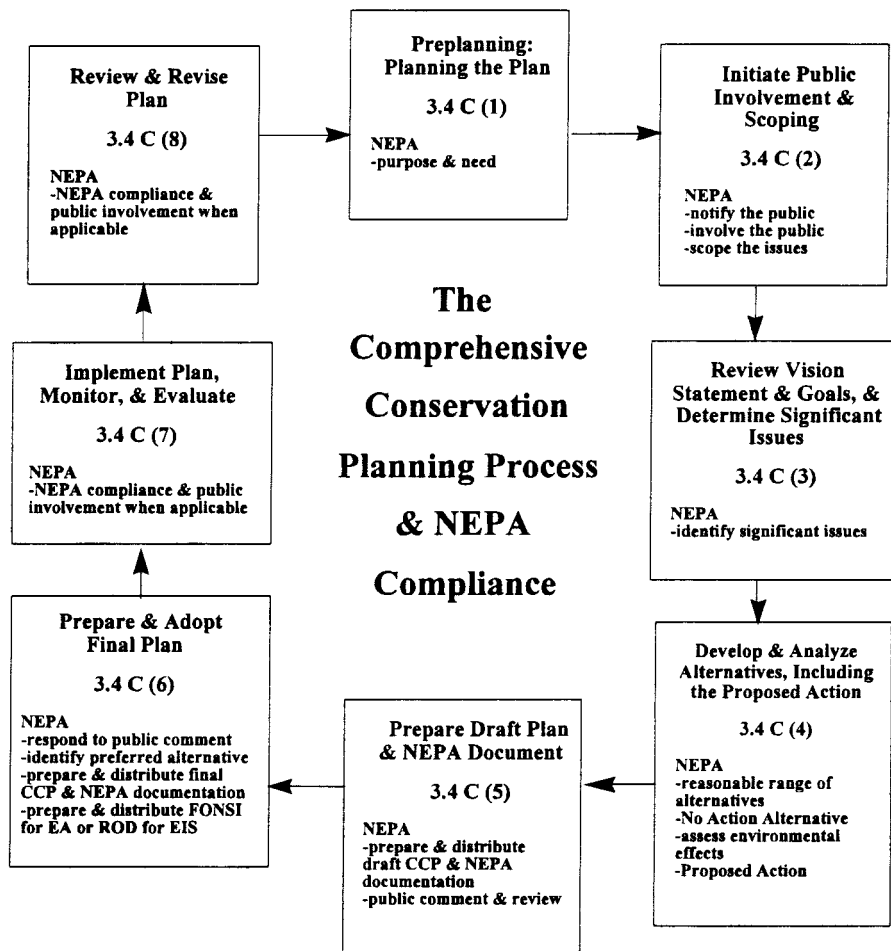 Preplanning:
Planning the Plan
3.4 C (1)
NEPA
-purpose & need
Initiate Public
Involvement &
Scoping
3.4 C (2)
NEPA
-notify the public
-involve the public
-scope the issues
Review Vision
Statement & Goals, &
Determine Significant
Issues
3.4 C (3)
NEPA
-identify significant issues
Develop & Analyze
Alternatives, Including
the Proposed Action
3.4 C (4)
NEPA
-reasonable range of
alternatives
-No Action Alternative
-assess environmental
effects
-Proposed Action
Prepare Draft Plan
& NEPA Document
3.4 C (5)
NEPA
-prepare & distribute
draft CCP & NEPA
documentation
-public comment & review
Prepare & Adopt
Final Plan
3.4 C (6)
NEPA
-respond to public comment
-identify preferred alternative
-prepare & distribute final
CCP & NEPA documentation
-prepare & distribute FONSI
for EA or ROD for EIS
Implement Plan,
Monitor, & Evaluate
3.4 C (7)
NEPA
-NEPA compliance & public
involvement when applicable
Review & Revise
Plan
3.4 C (8)
NEPA
-NEPA compliance &
public involvement when
applicable
The
Comprehensive
Conservation
Planning Process
& NEPA
Compliance